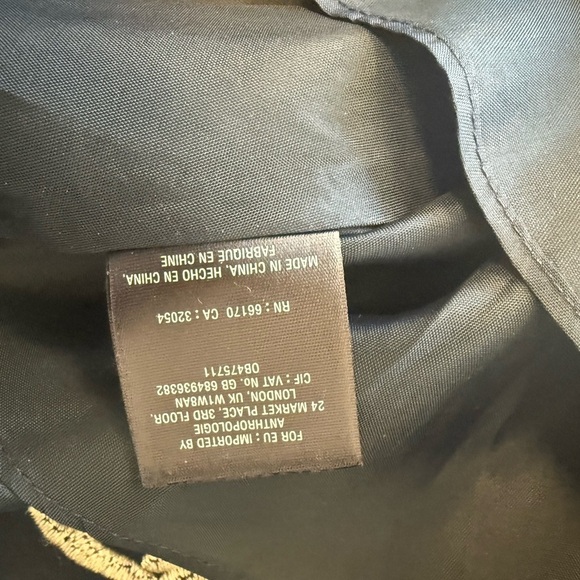 MADE IN CHINA, HECHO EN CHINA,
FABRIQUE EN CHINE
RN : 66170 CA : 32054
OB475711
CIF : VAT No. GB 684936382
LONDON, UK W1W8AN
24 MARKET PLACE, 3RD FLOOR,
ANTHROPOLOGIE
FOR EU : IMPORTED BY